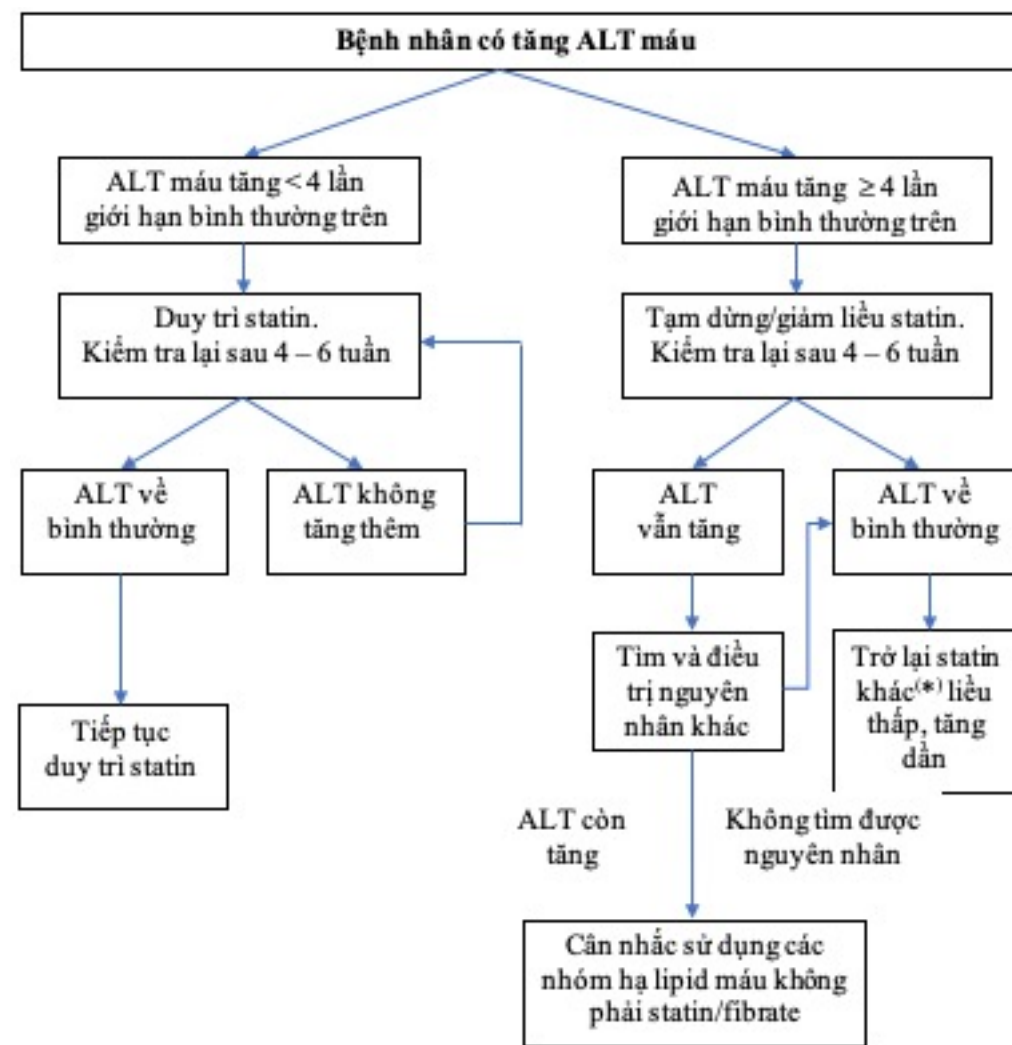 Bệnh nhân có tăng ALT máu
ALT máu tăng < 4 lần
giới hạn bình thường trên
ALT máu tăng ≥ 4 lần
giới hạn bình thường trên
Duy trì statin.
Kiểm tra lại sau 4 – 6 tuần
Tạm dừng/giảm liều statin.
Kiểm tra lại sau 4 – 6 tuần
ALT về
bình thường
ALT không
tăng thêm
ALT
vẫn tăng
ALT về
bình thường
Tìm và điều
trị nguyên
nhân khác
Trở lại statin
khác(*) liều
thấp, tăng
dần
Tiếp tục
duy trì statin
ALT còn
tăng
Không tìm được
nguyên nhân
Cân nhắc sử dụng các
nhóm hạ lipid máu không
phải statin/fibrate